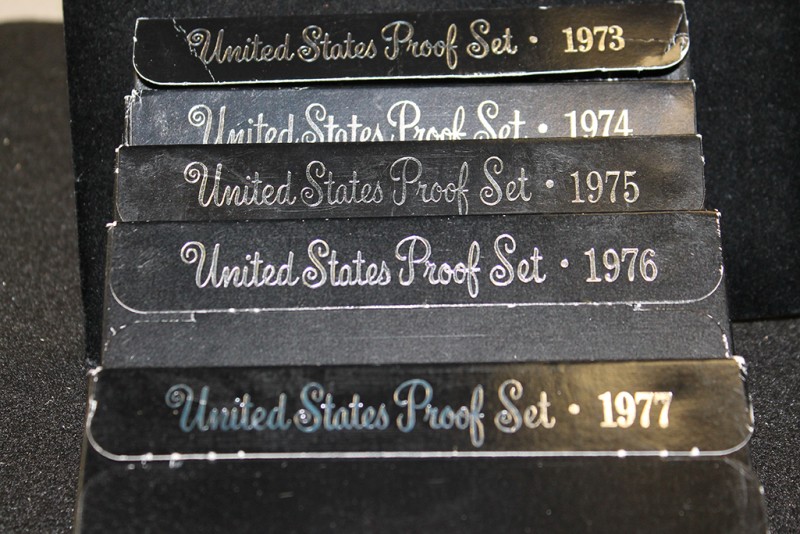 United States Proof Set · 1973
United States Proof Set · 1974
United States Proof Set · 1975
United States Proof Set · 1976
United States Proof Set · 1977